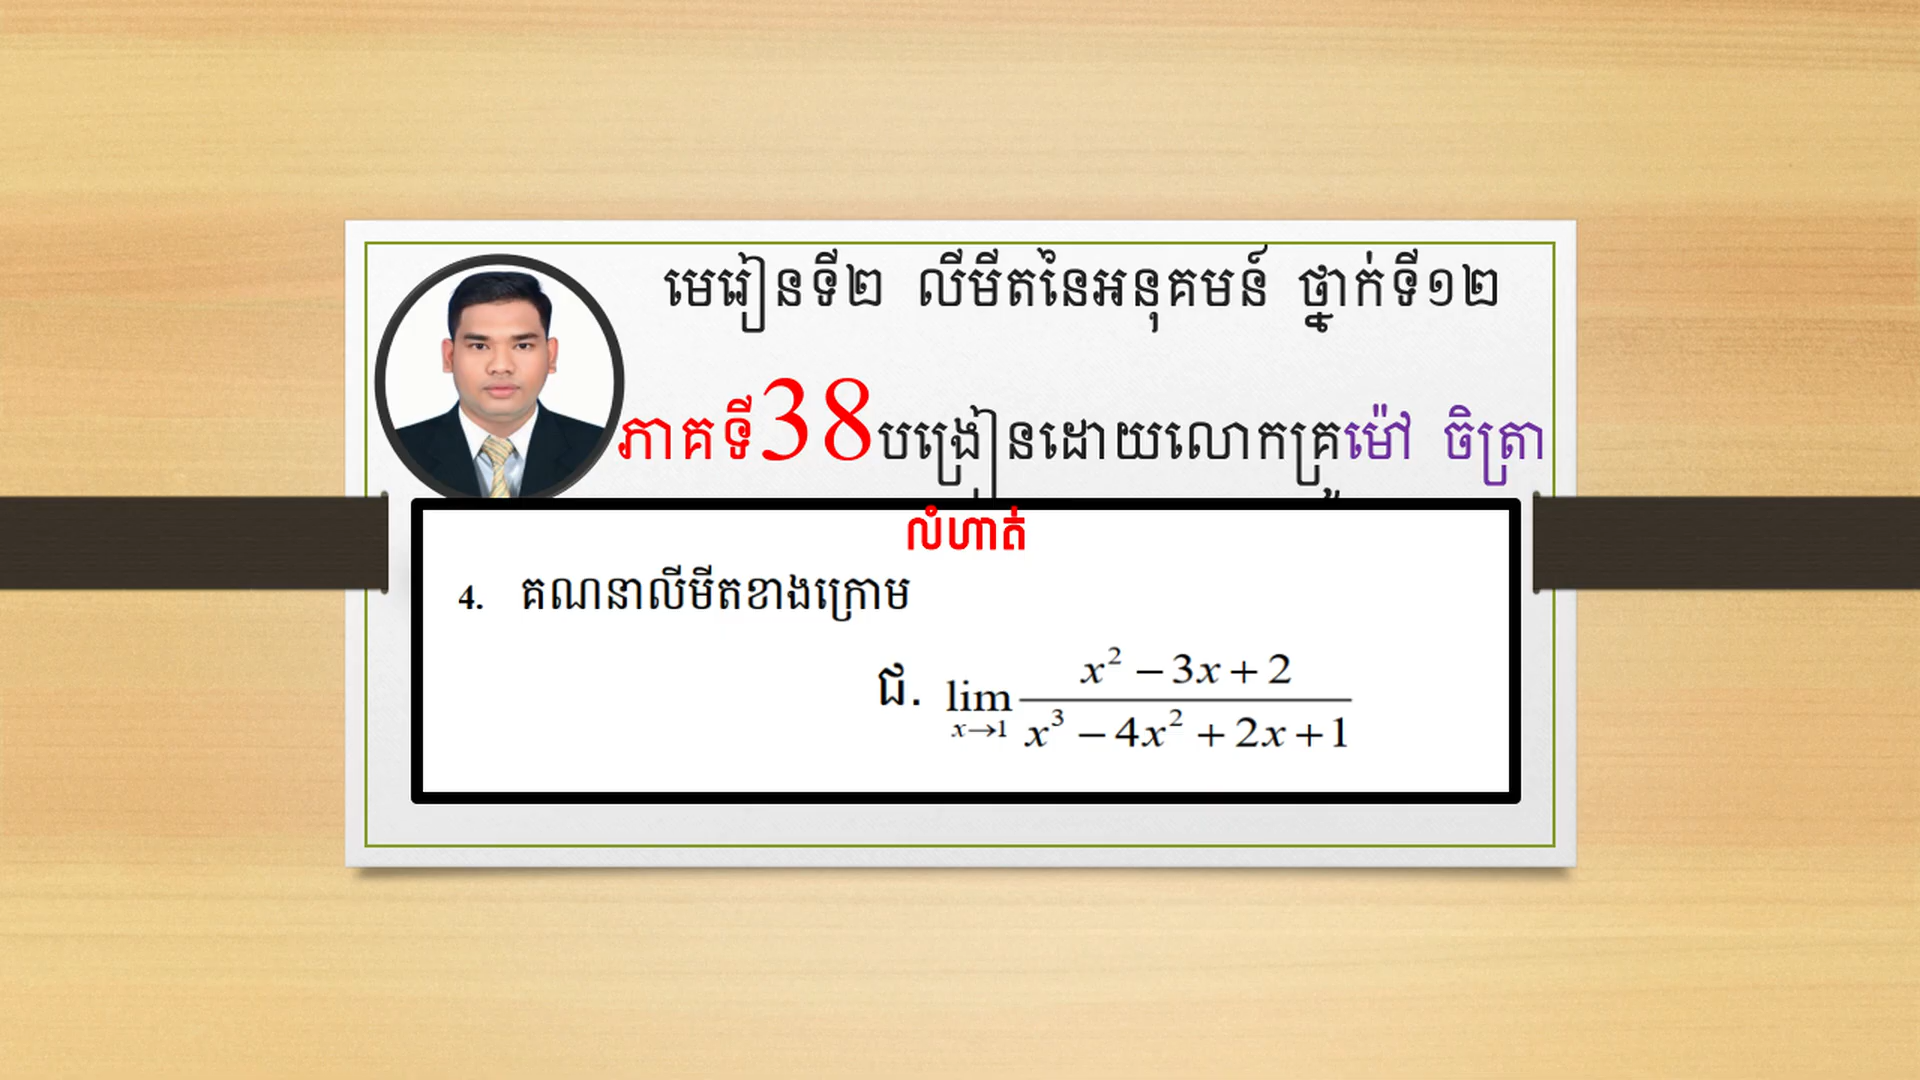 មេរៀនទី២ លីមីតនៃអនុគមន៍ ថ្នាក់ទី១២
ភាគទី38បង្រៀនដោយលោកគ្រូម៉ៅ ចិត្រា
លំហាត់
4. គណនាលីមីតខាងក្រោម
ជ. lim x→1 (x² − 3x + 2)/(x³ − 4x² + 2x + 1)